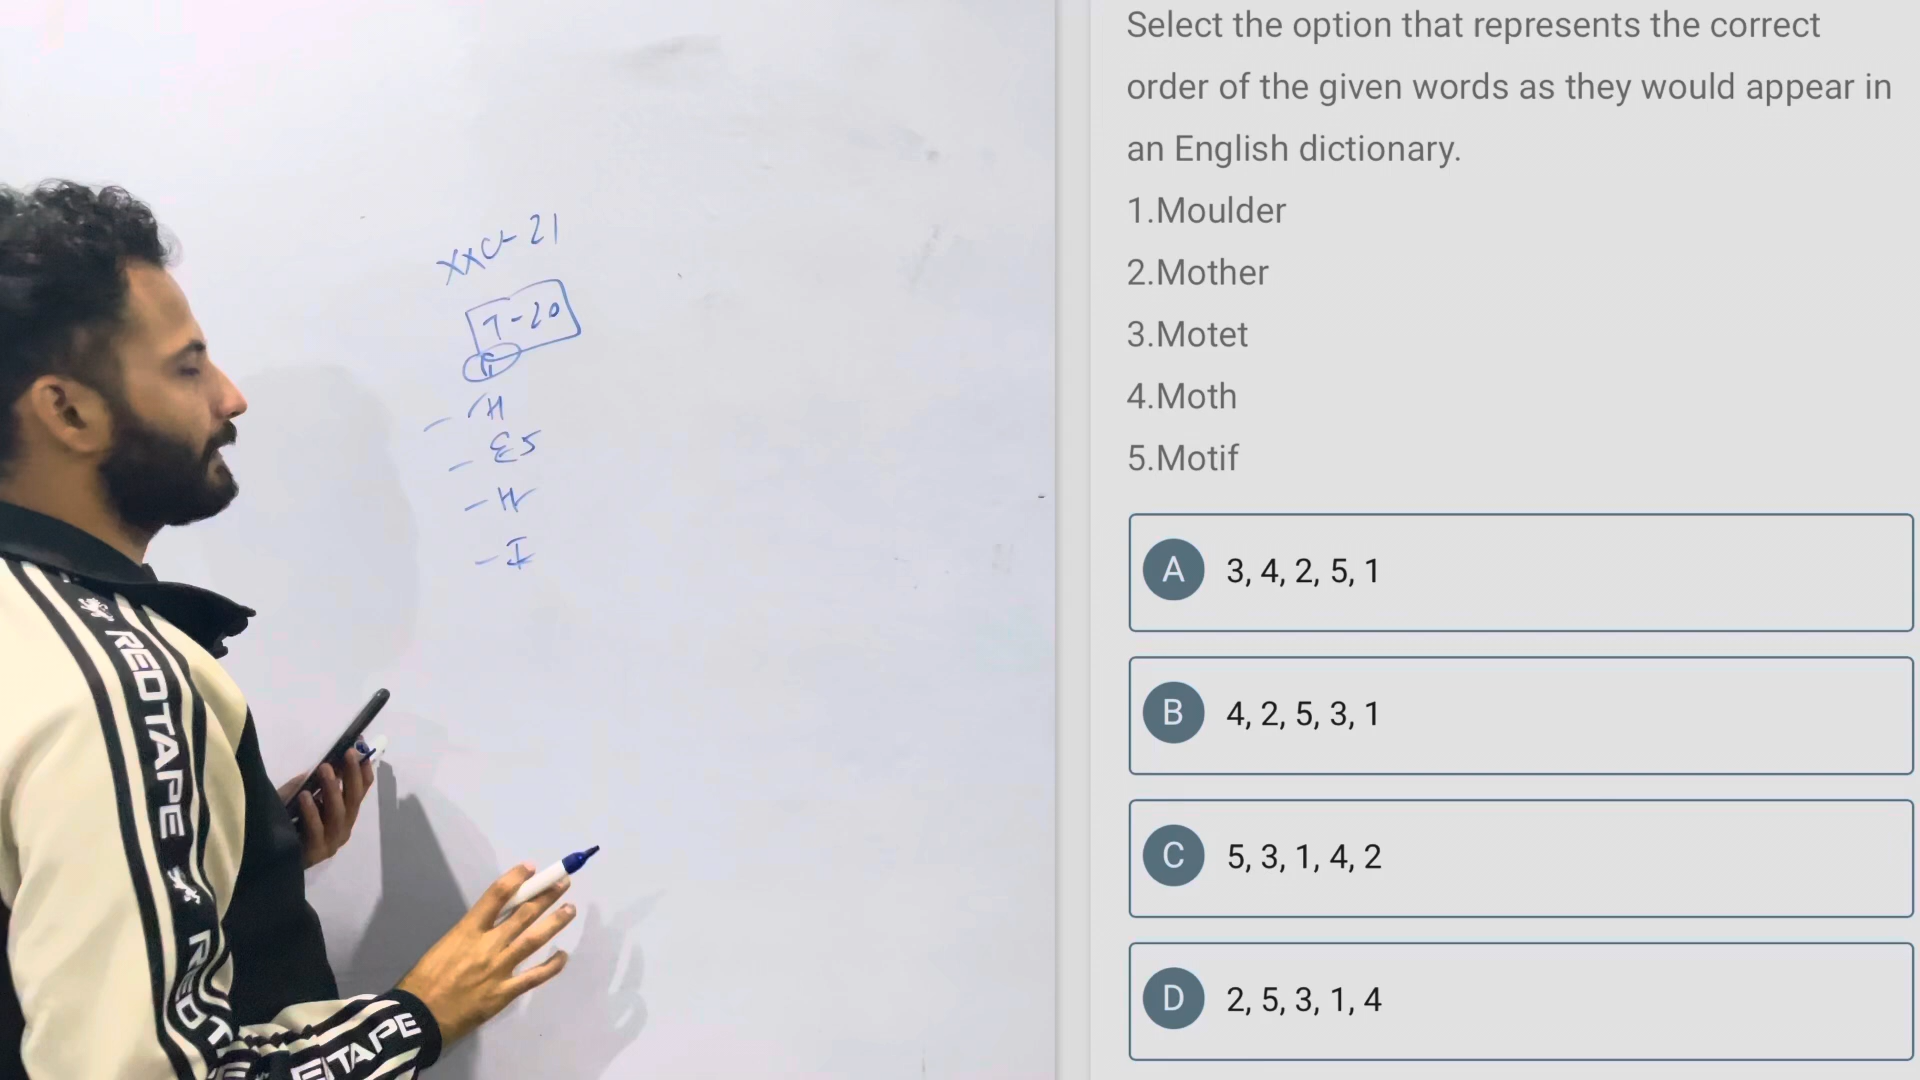 Select the option that represents the correct
order of the given words as they would appear in
an English dictionary.
1.Moulder
2.Mother
3.Motet
4.Moth
5.Motif
A 3, 4, 2, 5, 1
B 4, 2, 5, 3, 1
C 5, 3, 1, 4, 2
D 2, 5, 3, 1, 4
21
T-20
- H
- E5
- H
- I
REDTAPE